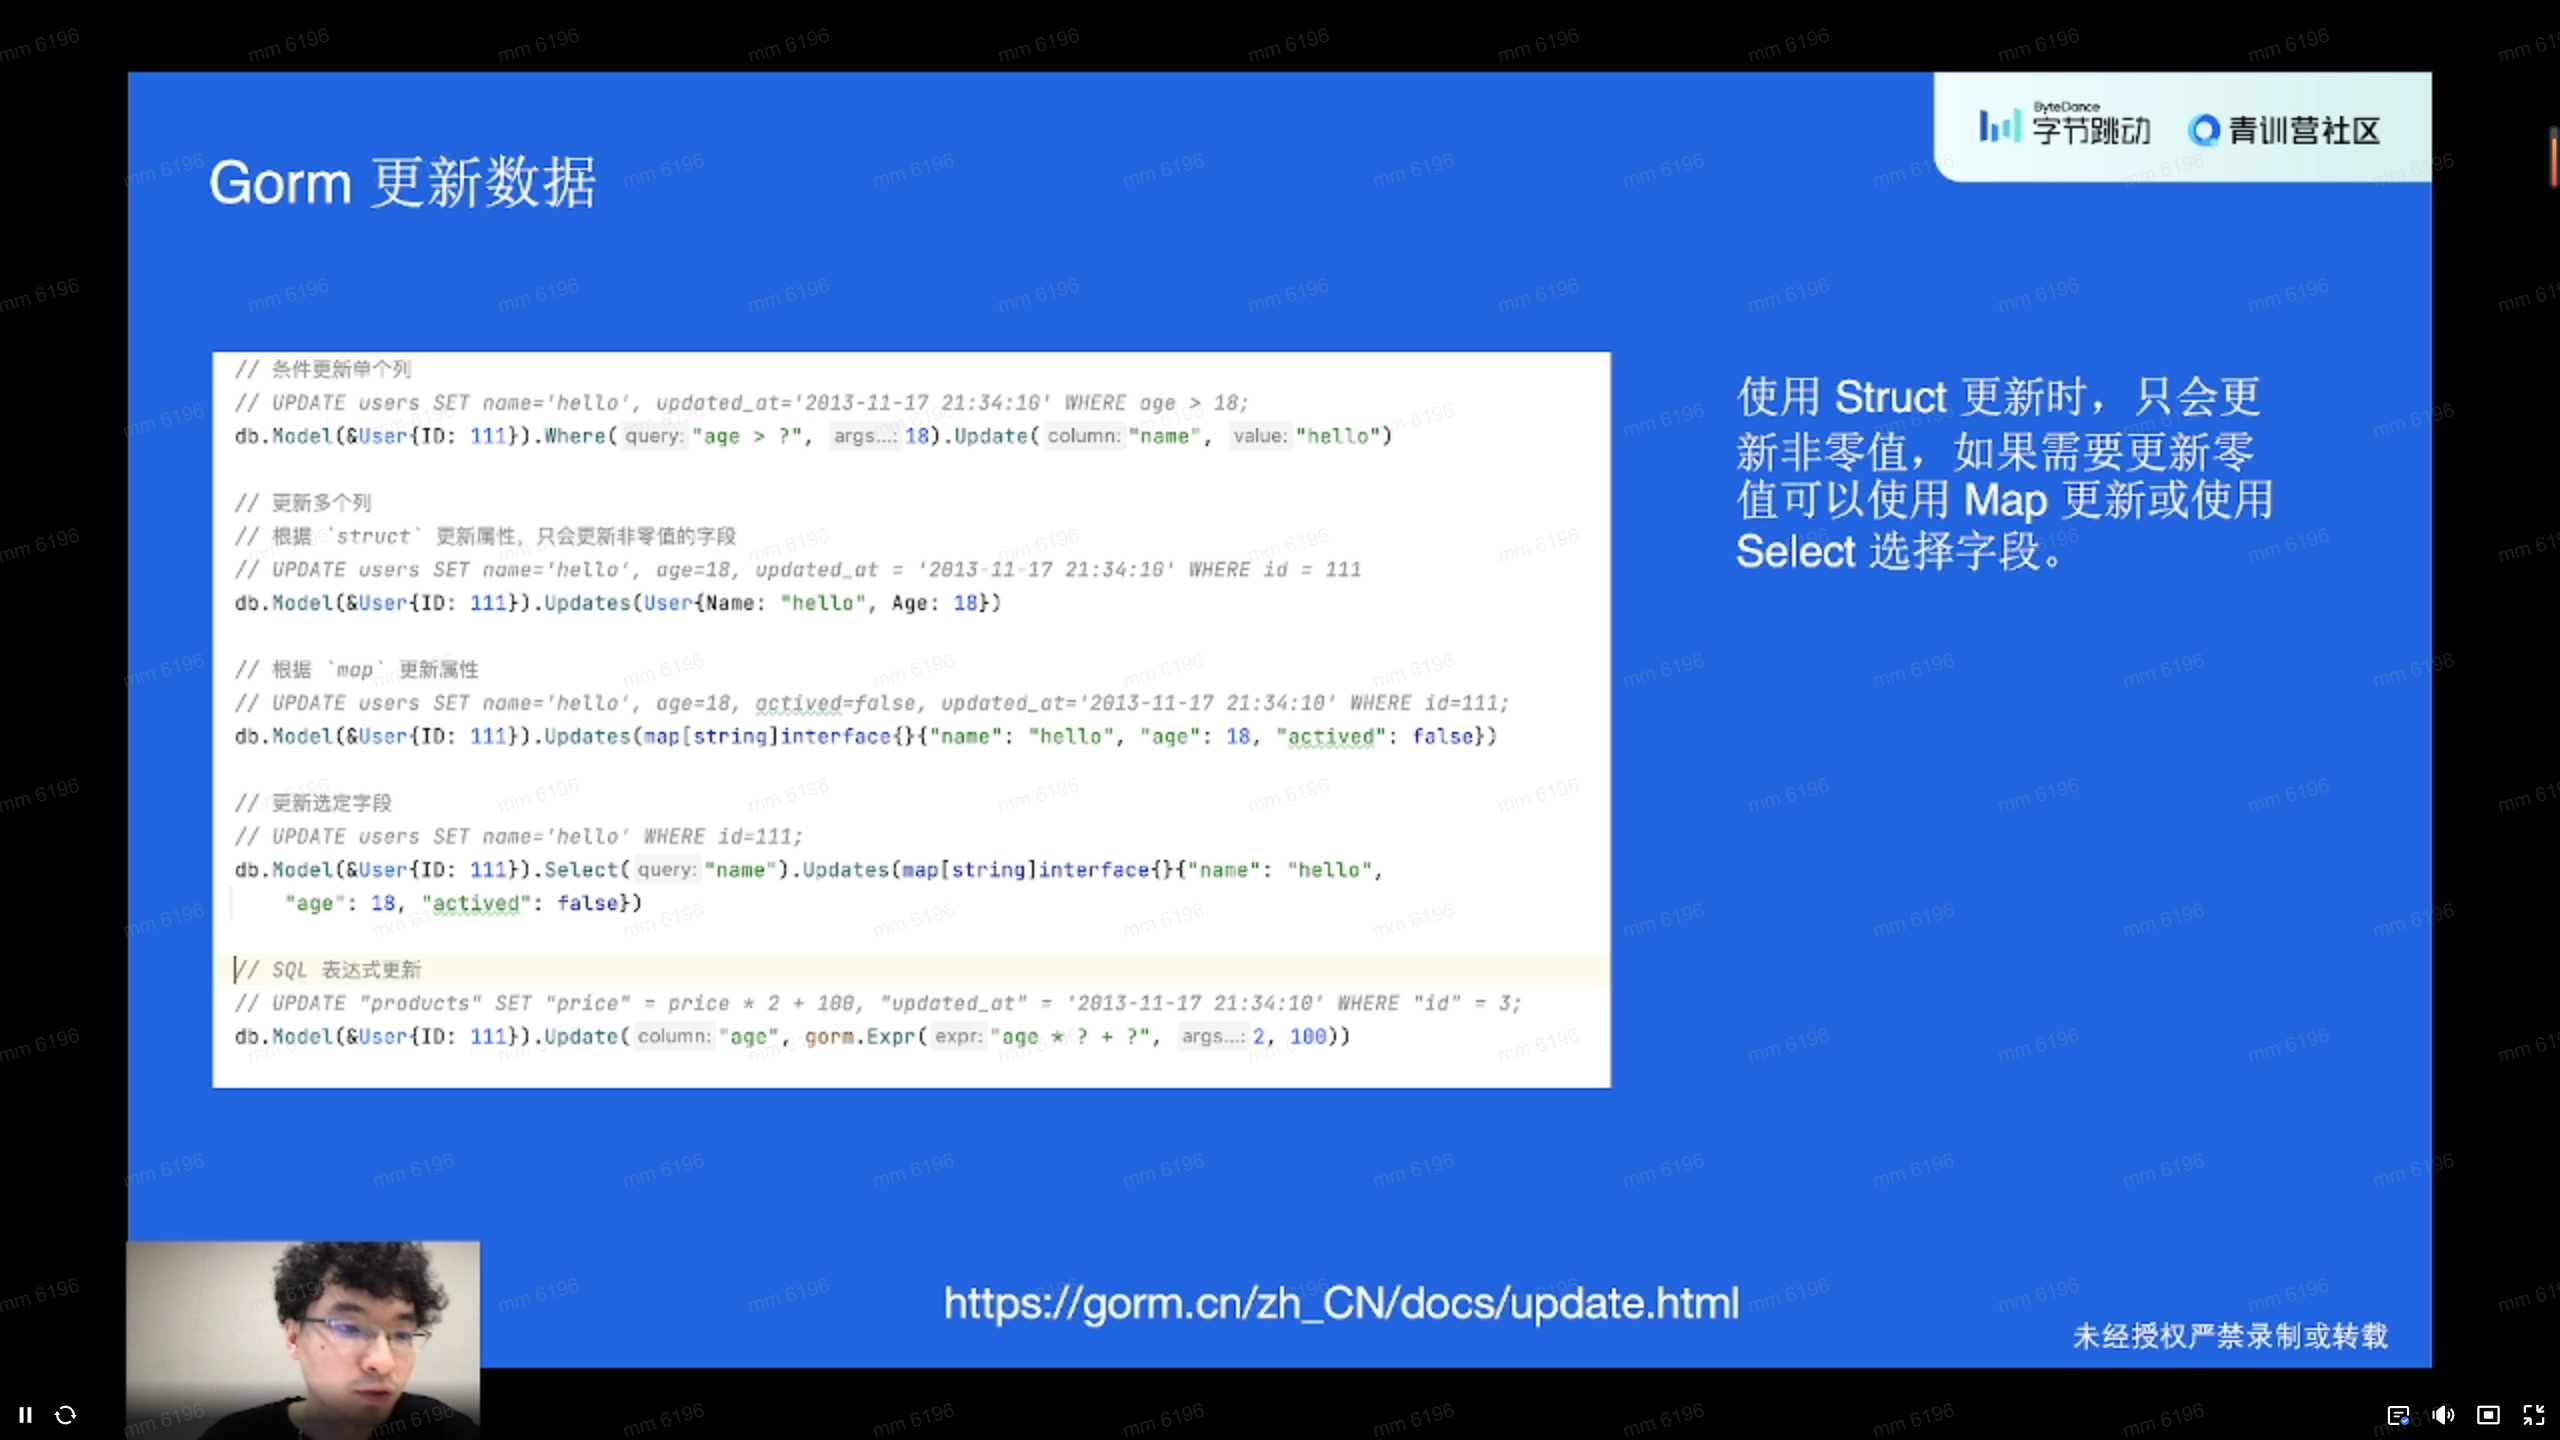 ByteDance
字节跳动 青训营社区
Gorm 更新数据
// 条件更新单个列
// UPDATE users SET name='hello', updated_at='2013-11-17 21:34:10' WHERE age > 18;
db.Model(&User{ID: 111}).Where( query: "age > ?", args...: 18).Update( column: "name", value: "hello")
// 更新多个列
// 根据 `struct` 更新属性，只会更新非零值的字段
// UPDATE users SET name='hello', age=18, updated_at = '2013-11-17 21:34:10' WHERE id = 111
db.Model(&User{ID: 111}).Updates(User{Name: "hello", Age: 18})
// 根据 `map` 更新属性
// UPDATE users SET name='hello', age=18, actived=false, updated_at='2013-11-17 21:34:10' WHERE id=111;
db.Model(&User{ID: 111}).Updates(map[string]interface{}{"name": "hello", "age": 18, "actived": false})
// 更新选定字段
// UPDATE users SET name='hello' WHERE id=111;
db.Model(&User{ID: 111}).Select( query: "name").Updates(map[string]interface{}{"name": "hello",
"age": 18, "actived": false})
// SQL 表达式更新
// UPDATE "products" SET "price" = price * 2 + 100, "updated_at" = '2013-11-17 21:34:10' WHERE "id" = 3;
db.Model(&User{ID: 111}).Update( column: "age", gorm.Expr( expr: "age * ? + ?", args...: 2, 100))
使用 Struct 更新时，只会更
新非零值，如果需要更新零
值可以使用 Map 更新或使用
Select 选择字段。
https://gorm.cn/zh_CN/docs/update.html
未经授权严禁录制或转载
mm 6196